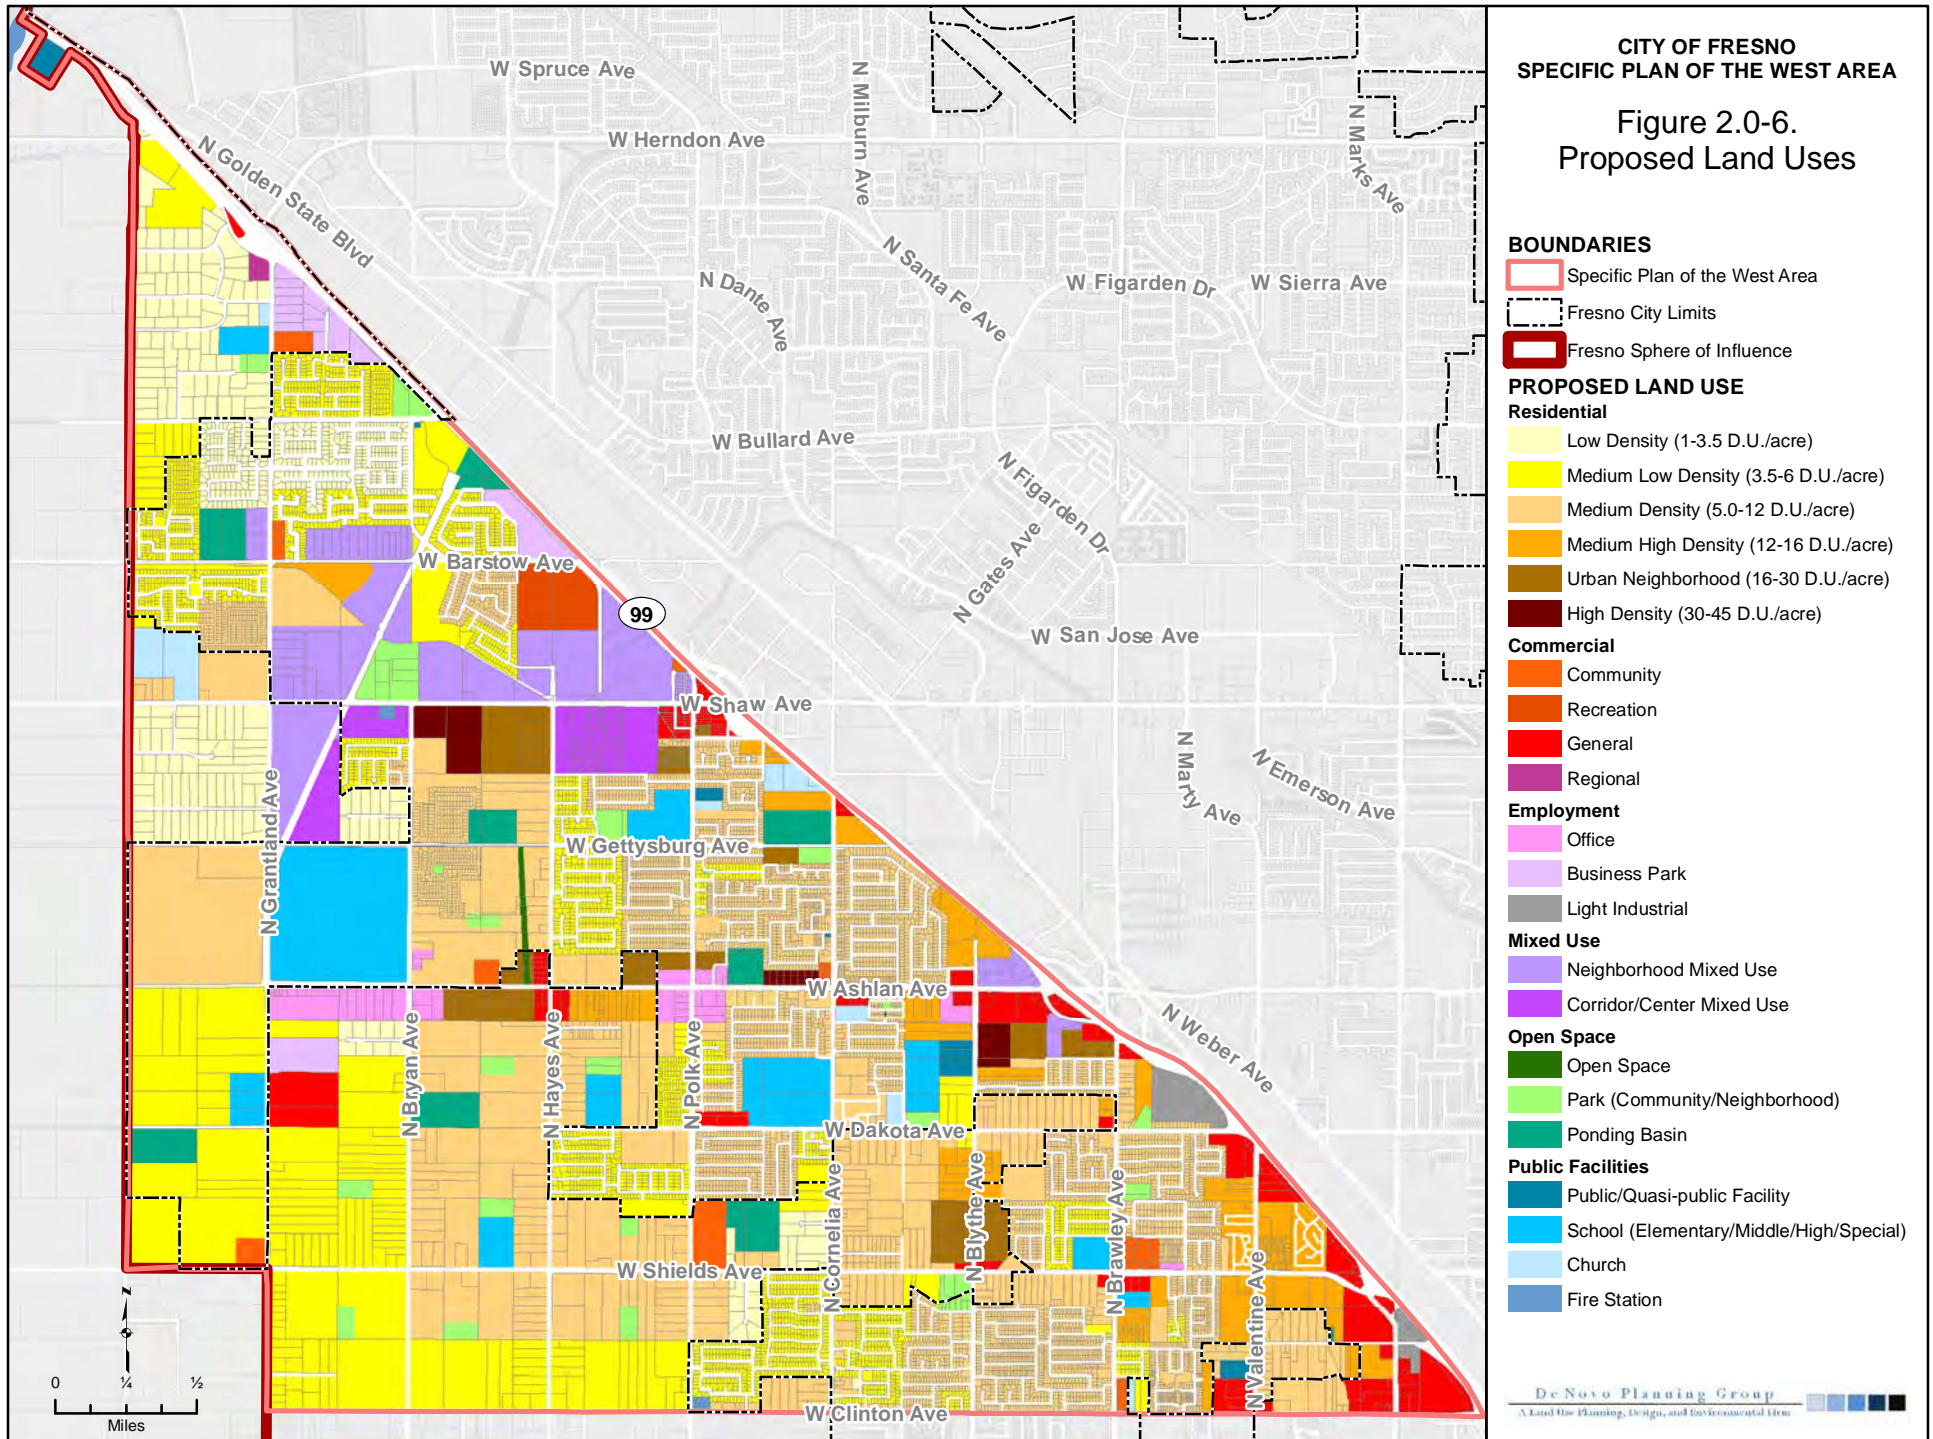 W Spruce Ave
N Milburn Ave
N Marks Ave
W Herndon Ave
N Golden State Blvd
N Santa Fe Ave
N Dante Ave
W Figarden Dr
W Sierra Ave
W Bullard Ave
N Figarden Dr
N Gates Ave
W Barstow Ave
99
W San Jose Ave
W Shaw Ave
N Marty Ave
N Emerson Ave
N Grantland Ave
W Gettysburg Ave
W Ashlan Ave
N Weber Ave
N Bryan Ave
N Hayes Ave
N Polk Ave
W Dakota Ave
N Cornelia Ave
N Blythe Ave
N Brawley Ave
N Valentine Ave
W Shields Ave
W Clinton Ave
N
0 ¼ ½
Miles
CITY OF FRESNO
SPECIFIC PLAN OF THE WEST AREA
Figure 2.0-6.
Proposed Land Uses
BOUNDARIES
Specific Plan of the West Area
Fresno City Limits
Fresno Sphere of Influence
PROPOSED LAND USE
Residential
Low Density (1-3.5 D.U./acre)
Medium Low Density (3.5-6 D.U./acre)
Medium Density (5.0-12 D.U./acre)
Medium High Density (12-16 D.U./acre)
Urban Neighborhood (16-30 D.U./acre)
High Density (30-45 D.U./acre)
Commercial
Community
Recreation
General
Regional
Employment
Office
Business Park
Light Industrial
Mixed Use
Neighborhood Mixed Use
Corridor/Center Mixed Use
Open Space
Open Space
Park (Community/Neighborhood)
Ponding Basin
Public Facilities
Public/Quasi-public Facility
School (Elementary/Middle/High/Special)
Church
Fire Station
De Novo Planning Group
A Land Use Planning, Design, and Environmental Firm